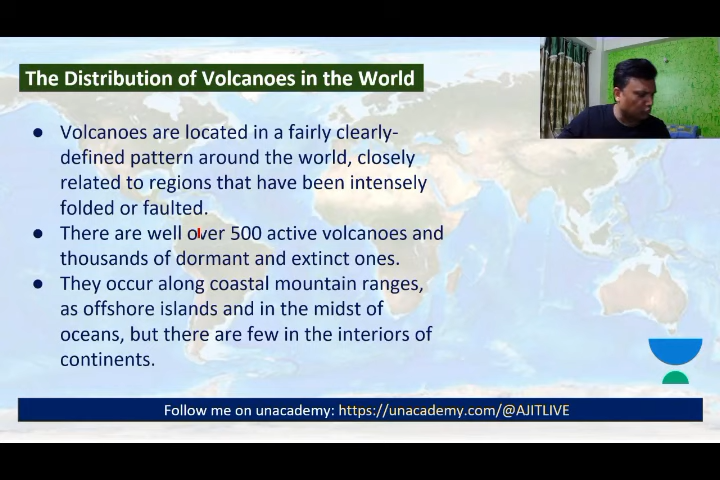 The Distribution of Volcanoes in the World
● Volcanoes are located in a fairly clearly-
defined pattern around the world, closely
related to regions that have been intensely
folded or faulted.
● There are well over 500 active volcanoes and
thousands of dormant and extinct ones.
● They occur along coastal mountain ranges,
as offshore islands and in the midst of
oceans, but there are few in the interiors of
continents.
Follow me on unacademy: https://unacademy.com/@AJITLIVE